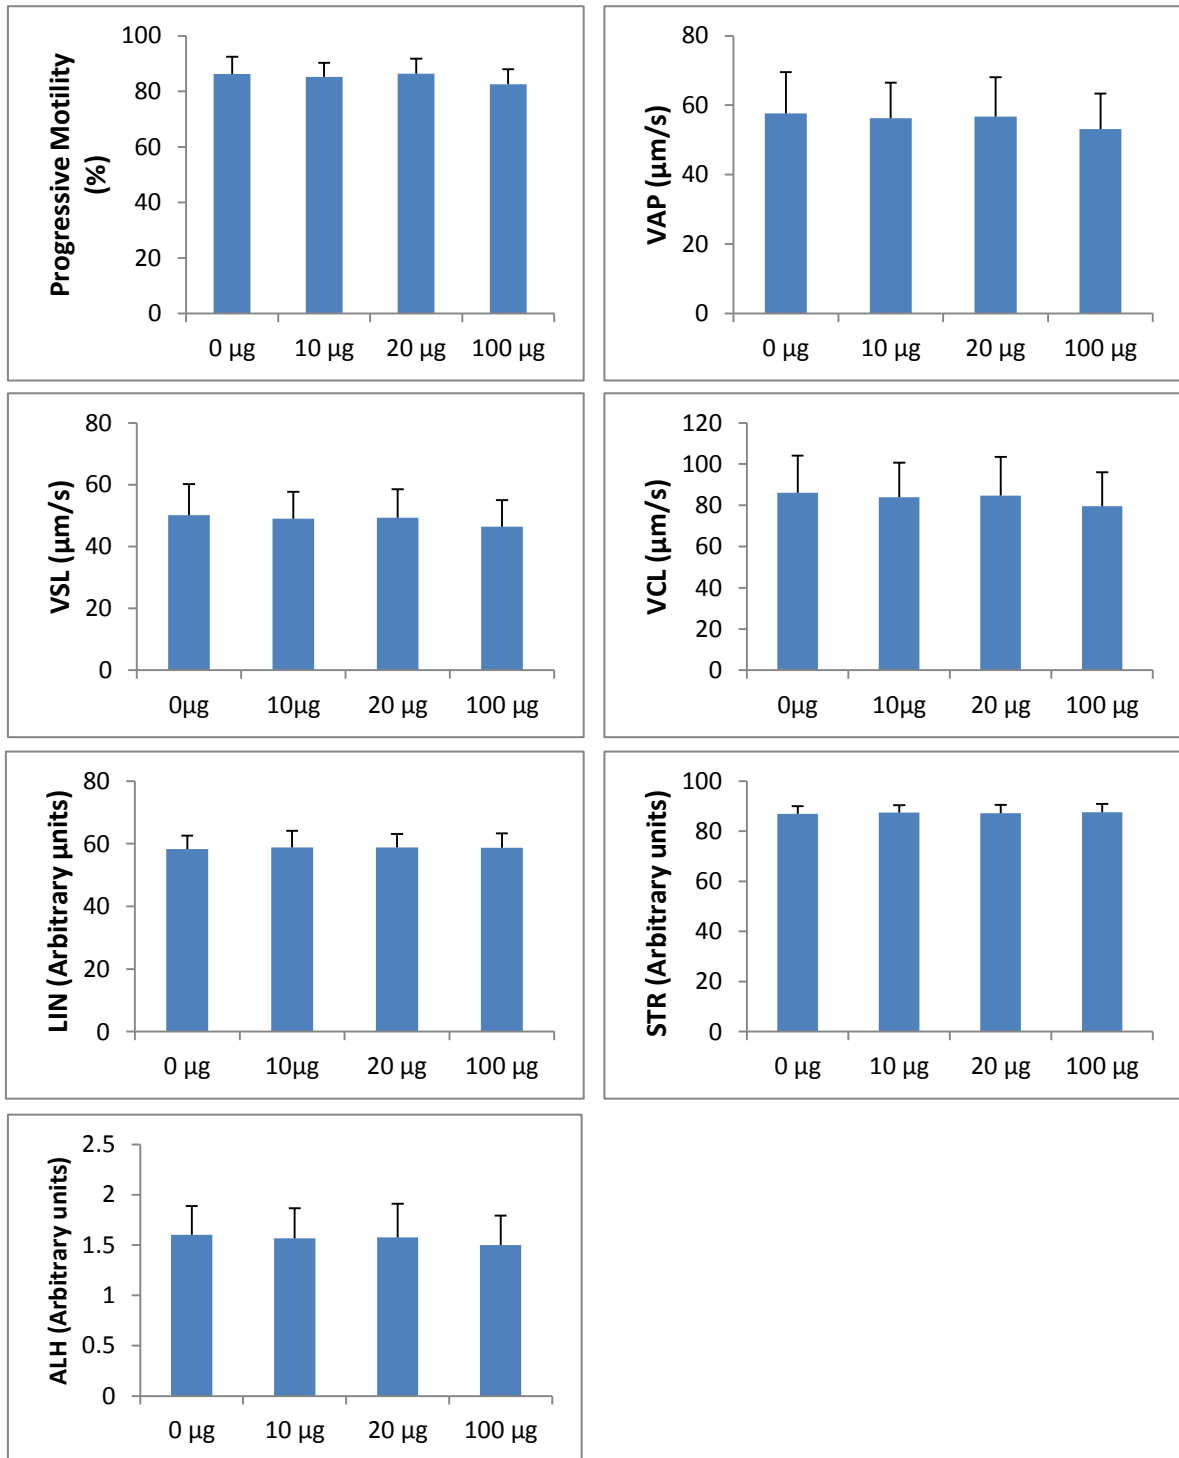 Progressive Motility
(%)
100
80
60
40
20
0
0 µg 10 µg 20 µg 100 µg
VAP (µm/s)
80
60
40
20
0
0 µg 10 µg 20 µg 100 µg
VSL (µm/s)
80
60
40
20
0
0µg 10µg 20 µg 100 µg
VCL (µm/s)
120
100
80
60
40
20
0
0µg 10µg 20 µg 100 µg
LIN (Arbitrary µnits)
80
60
40
20
0
0 µg 10µg 20 µg 100 µg
STR (Arbitrary units)
100
80
60
40
20
0
0 µg 10 µg 20 µg 100 µg
ALH (Arbitrary units)
2.5
2
1.5
1
0.5
0
0 µg 10 µg 20 µg 100 µg